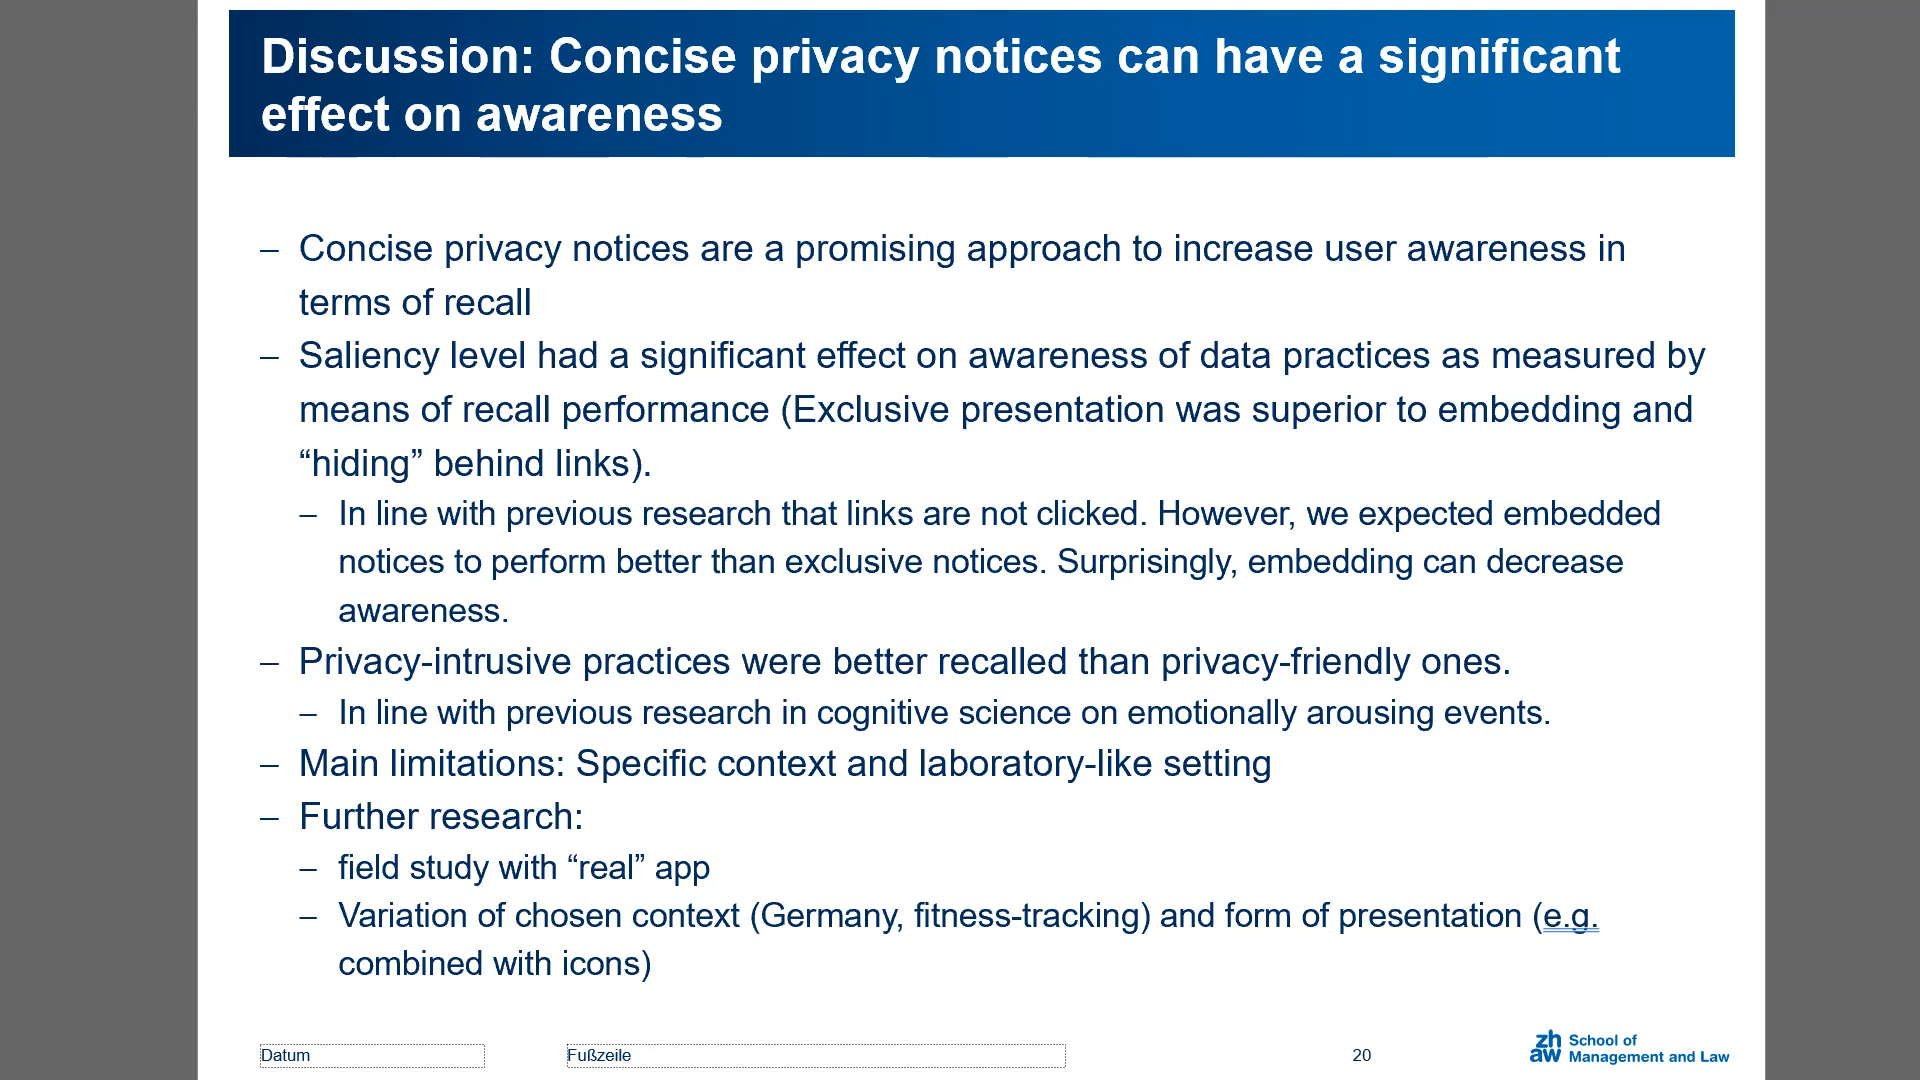 Discussion: Concise privacy notices can have a significant
effect on awareness
– Concise privacy notices are a promising approach to increase user awareness in
terms of recall
– Saliency level had a significant effect on awareness of data practices as measured by
means of recall performance (Exclusive presentation was superior to embedding and
“hiding” behind links).
– In line with previous research that links are not clicked. However, we expected embedded
notices to perform better than exclusive notices. Surprisingly, embedding can decrease
awareness.
– Privacy-intrusive practices were better recalled than privacy-friendly ones.
– In line with previous research in cognitive science on emotionally arousing events.
– Main limitations: Specific context and laboratory-like setting
– Further research:
– field study with “real” app
– Variation of chosen context (Germany, fitness-tracking) and form of presentation (e.g.
combined with icons)
Datum
Fußzeile
20
zh School of
aw Management and Law